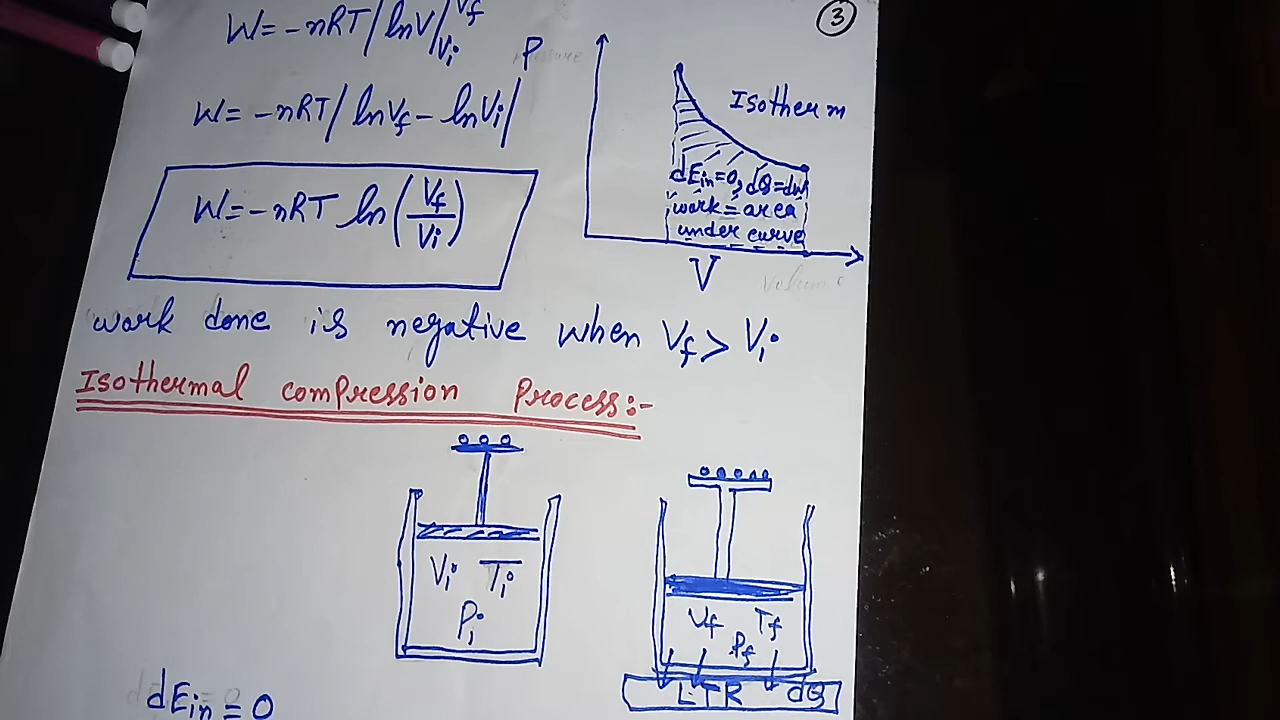 3
W=-nRT/lnV/Vf Vi
W=-nRT/lnVf-lnVi/
W=-nRT ln(Vf/Vi)
P
Isotherm
dEin=0, dQ=dw
work=area
under curve
V
volume
work done is negative when Vf>Vi
Isothermal compression Process:-
Vi Ti
Pi
Vf Tf
Pf
LTR dQ
dEin=0